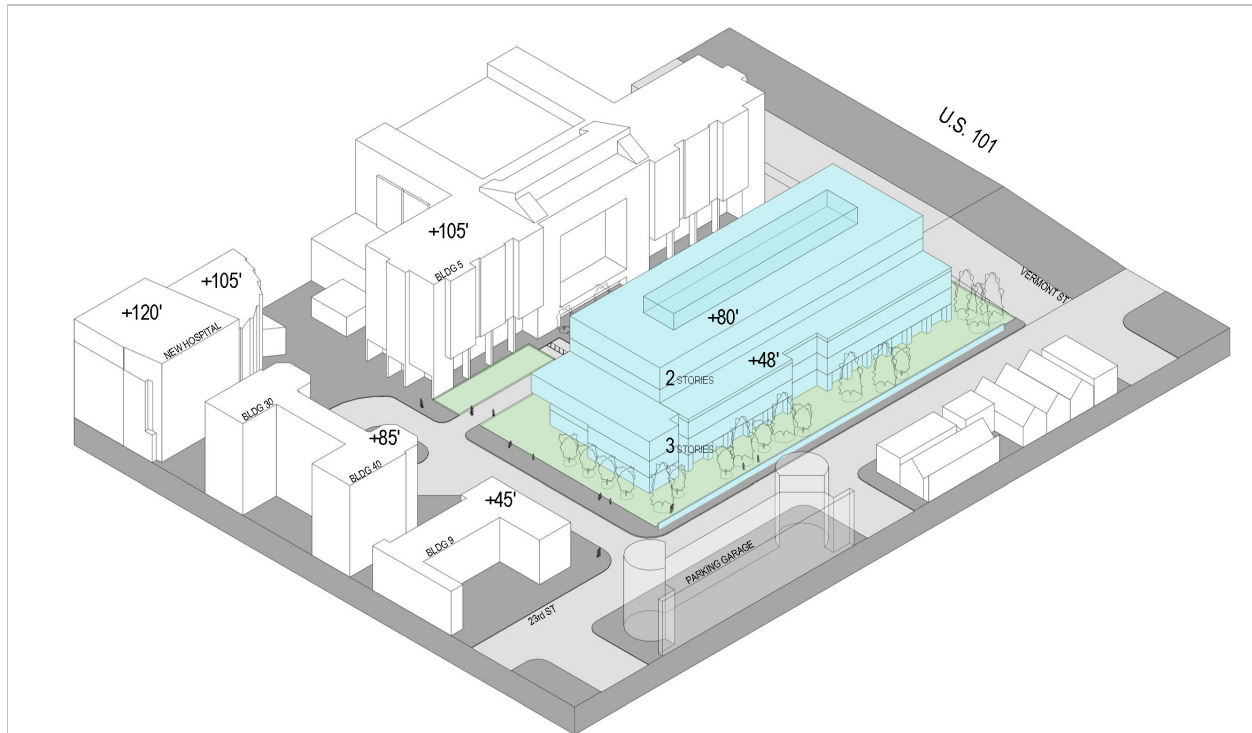 U.S. 101
+105'
BLDG 5
+105'
+120'
NEW HOSPITAL
VERMONT ST
+80'
+48'
2 STORIES
BLDG 30
+85'
BLDG 40
3 STORIES
+45'
BLDG 9
PARKING GARAGE
23rd ST